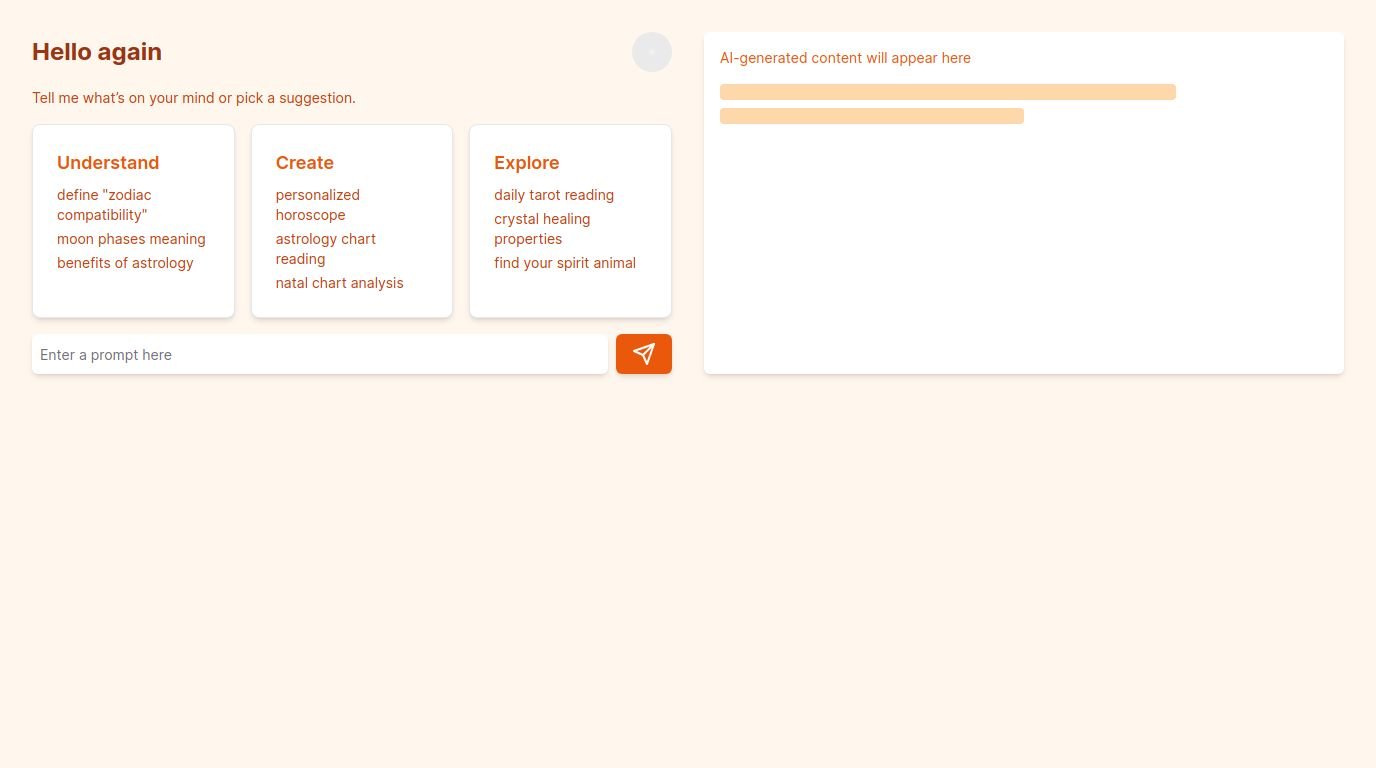 Hello again
Tell me what's on your mind or pick a suggestion.
Understand
define "zodiac
compatibility"
moon phases meaning
benefits of astrology
Create
personalized
horoscope
astrology chart
reading
natal chart analysis
Explore
daily tarot reading
crystal healing
properties
find your spirit animal
Enter a prompt here
AI-generated content will appear here